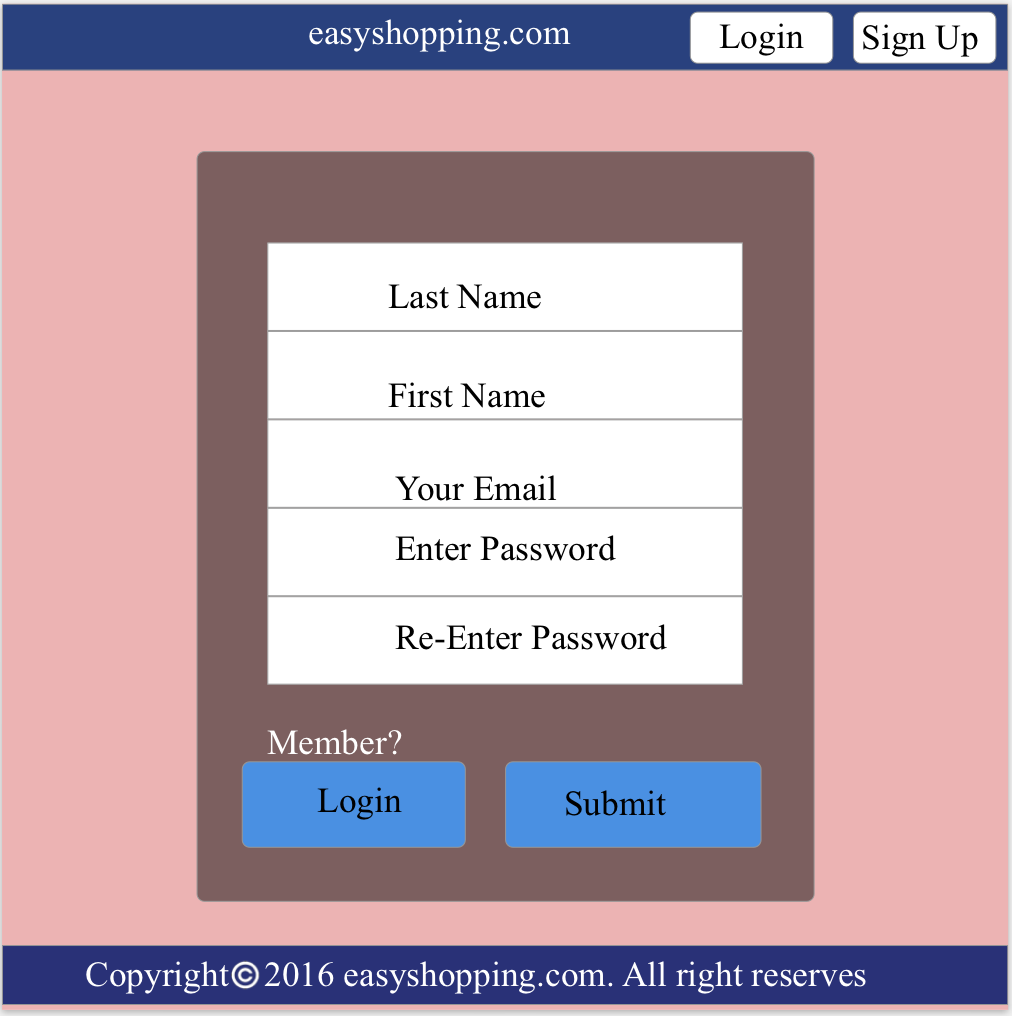 easyshopping.com Login Sign Up
Last Name
First Name
Your Email
Enter Password
Re-Enter Password
Member?
Login Submit
Copyright©2016 easyshopping.com. All right reserves